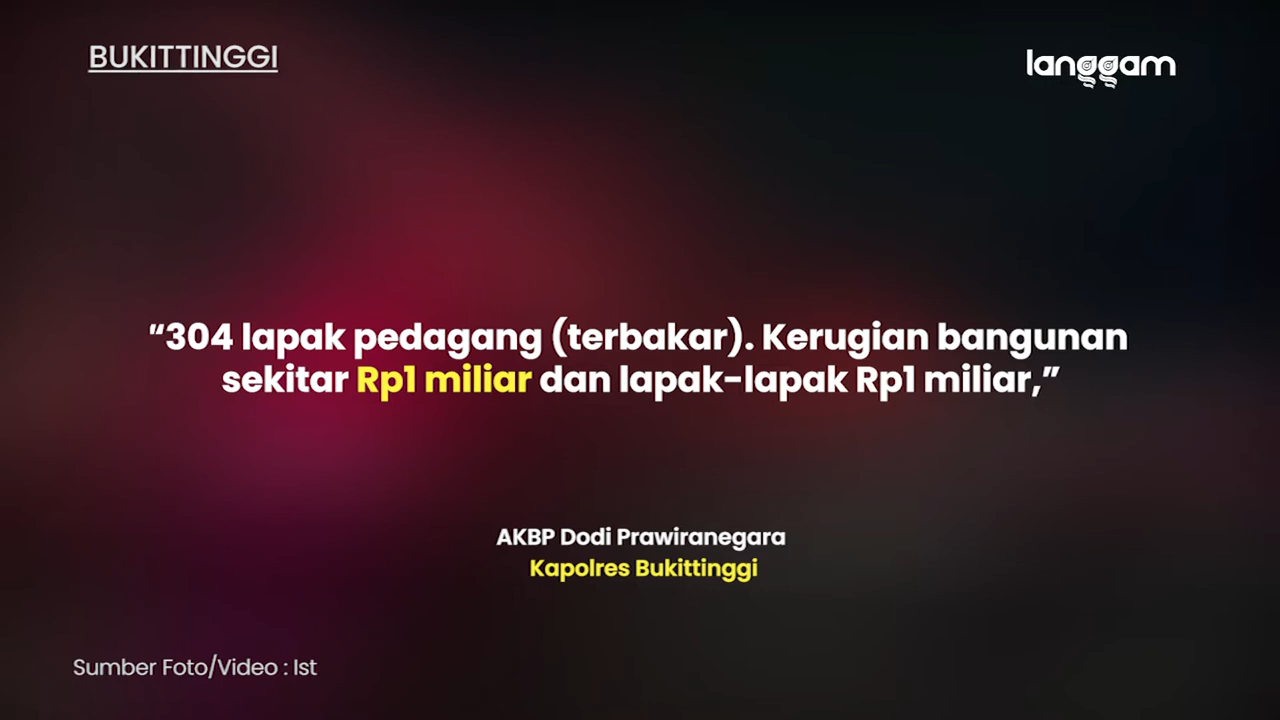 BUKITTINGGI
langgam
“304 lapak pedagang (terbakar). Kerugian bangunan
sekitar Rp1 miliar dan lapak-lapak Rp1 miliar,”
AKBP Dodi Prawiranegara
Kapolres Bukittinggi
Sumber Foto/Video : Ist